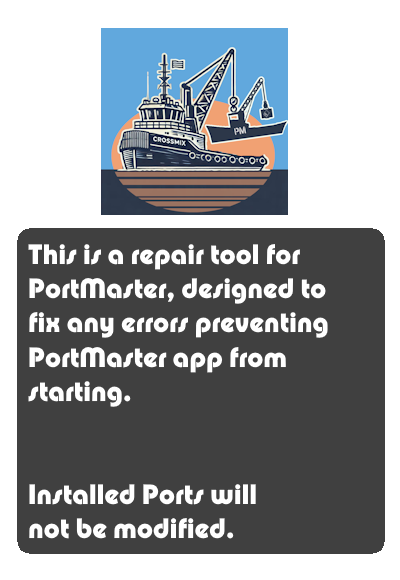 CROSSMIX
PM
This is a repair tool for
PortMaster, designed to
fix any errors preventing
PortMaster app from
starting.
Installed Ports will
not be modified.